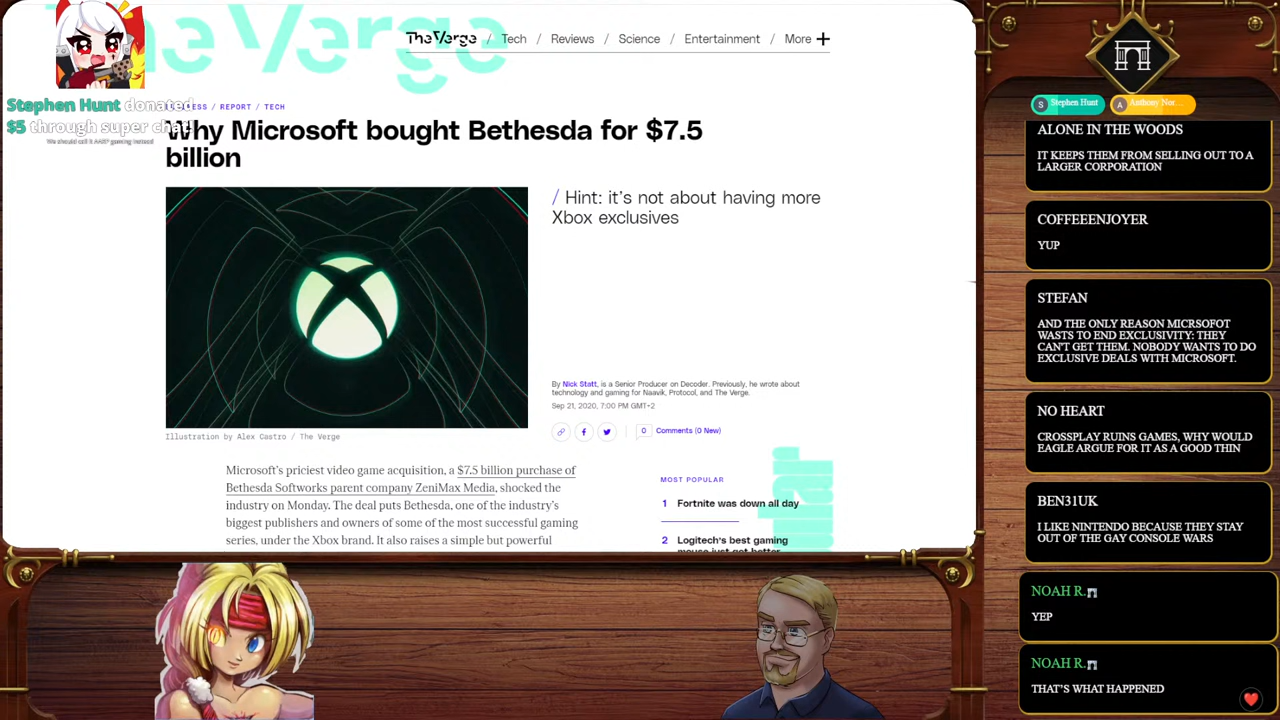 The Verge
TheVerge / Tech / Reviews / Science / Entertainment / More +
Stephen Hunt donated
$5 through super chat!
We should call it AARP gaming instead
/ REPORT / TECH
Why Microsoft bought Bethesda for $7.5
billion
/ Hint: it's not about having more
Xbox exclusives
By Nick Statt, is a Senior Producer on Decoder. Previously, he wrote about
technology and gaming for Naavik, Protocol, and The Verge.
Sep 21, 2020, 7:00 PM GMT+2
0 Comments (0 New)
Illustration by Alex Castro / The Verge
Microsoft's priciest video game acquisition, a $7.5 billion purchase of
Bethesda Softworks parent company ZeniMax Media, shocked the
industry on Monday. The deal puts Bethesda, one of the industry's
biggest publishers and owners of some of the most successful gaming
series, under the Xbox brand. It also raises a simple but powerful
MOST POPULAR
1 Fortnite was down all day
2 Logitech's best gaming
mouse just got better
S Stephen Hunt
A Anthony Nor...
ALONE IN THE WOODS
IT KEEPS THEM FROM SELLING OUT TO A
LARGER CORPORATION
COFFEEENJOYER
YUP
STEFAN
AND THE ONLY REASON MICRSOFOT
WASTS TO END EXCLUSIVITY: THEY
CAN'T GET THEM. NOBODY WANTS TO DO
EXCLUSIVE DEALS WITH MICROSOFT.
NO HEART
CROSSPLAY RUINS GAMES, WHY WOULD
EAGLE ARGUE FOR IT AS A GOOD THIN
BEN31UK
I LIKE NINTENDO BECAUSE THEY STAY
OUT OF THE GAY CONSOLE WARS
NOAH R.
YEP
NOAH R.
THAT'S WHAT HAPPENED